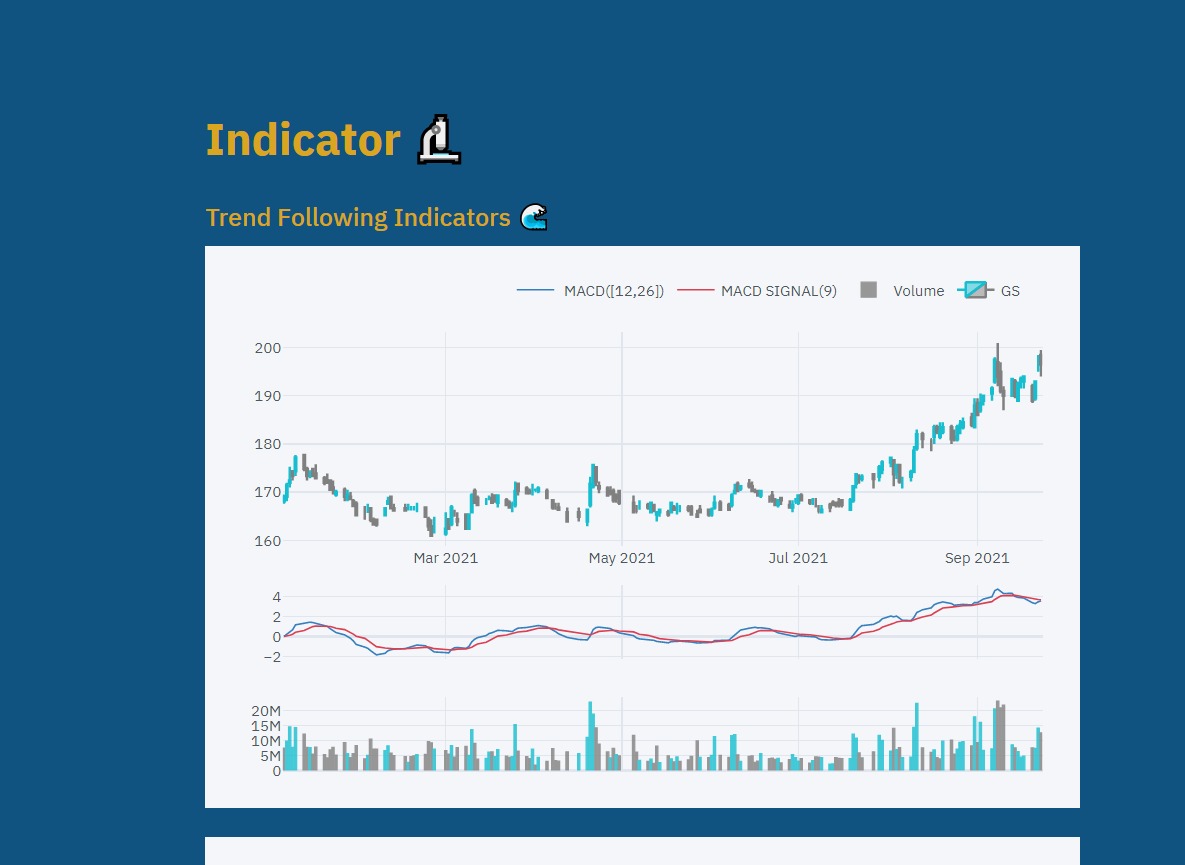 Indicator
Trend Following Indicators
MACD([12,26]) MACD SIGNAL(9) Volume GS
200
190
180
170
160
Mar 2021 May 2021 Jul 2021 Sep 2021
4
2
0
−2
20M
15M
10M
5M
0